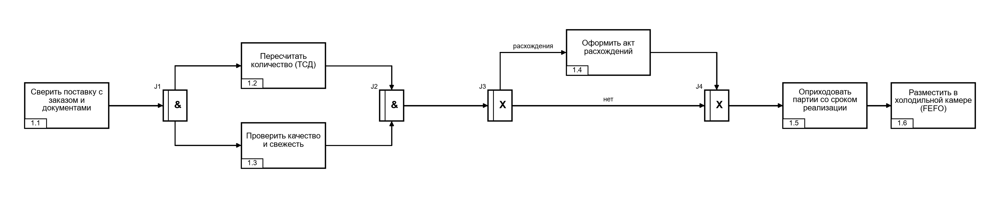 Сверить поставку с
заказом и
документами
1.1
J1
&
Пересчитать
количество (ТСД)
1.2
Проверить качество
и свежесть
1.3
J2
&
J3
X
расхождения
нет
Оформить акт
расхождений
1.4
J4
X
Оприходовать
партии со сроком
реализации
1.5
Разместить в
холодильной камере
(FEFO)
1.6